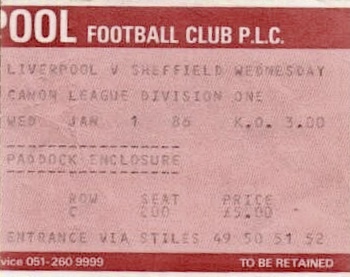 POOL FOOTBALL CLUB P.L.C.
LIVERPOOL V SHEFFIELD WEDNESDAY
CANON LEAGUE DIVISION ONE
WED JAN 1 86 K.O. 3.00
PADDOCK ENCLOSURE
ROW SEAT PRICE
C 200 £5.00
ENTRANCE VIA STILES 49 50 51 52
vice 051-260 9999 TO BE RETAINED